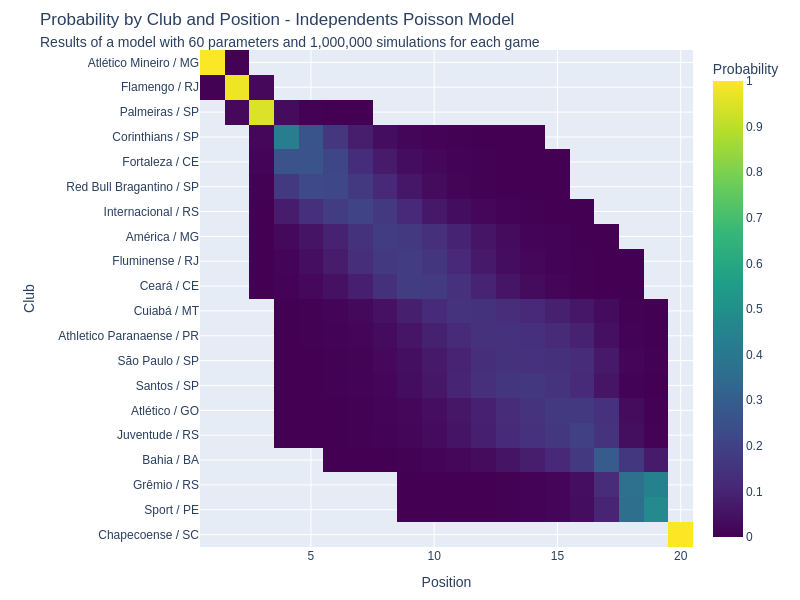 Probability by Club and Position - Independents Poisson Model
Results of a model with 60 parameters and 1,000,000 simulations for each game
Probability
Atlético Mineiro / MG
Flamengo / RJ
Palmeiras / SP
Corinthians / SP
Fortaleza / CE
Red Bull Bragantino / SP
Internacional / RS
América / MG
Fluminense / RJ
Ceará / CE
Cuiabá / MT
Athletico Paranaense / PR
São Paulo / SP
Santos / SP
Atlético / GO
Juventude / RS
Bahia / BA
Grêmio / RS
Sport / PE
Chapecoense / SC
Club
5
10
15
20
Position
1
0.9
0.8
0.7
0.6
0.5
0.4
0.3
0.2
0.1
0